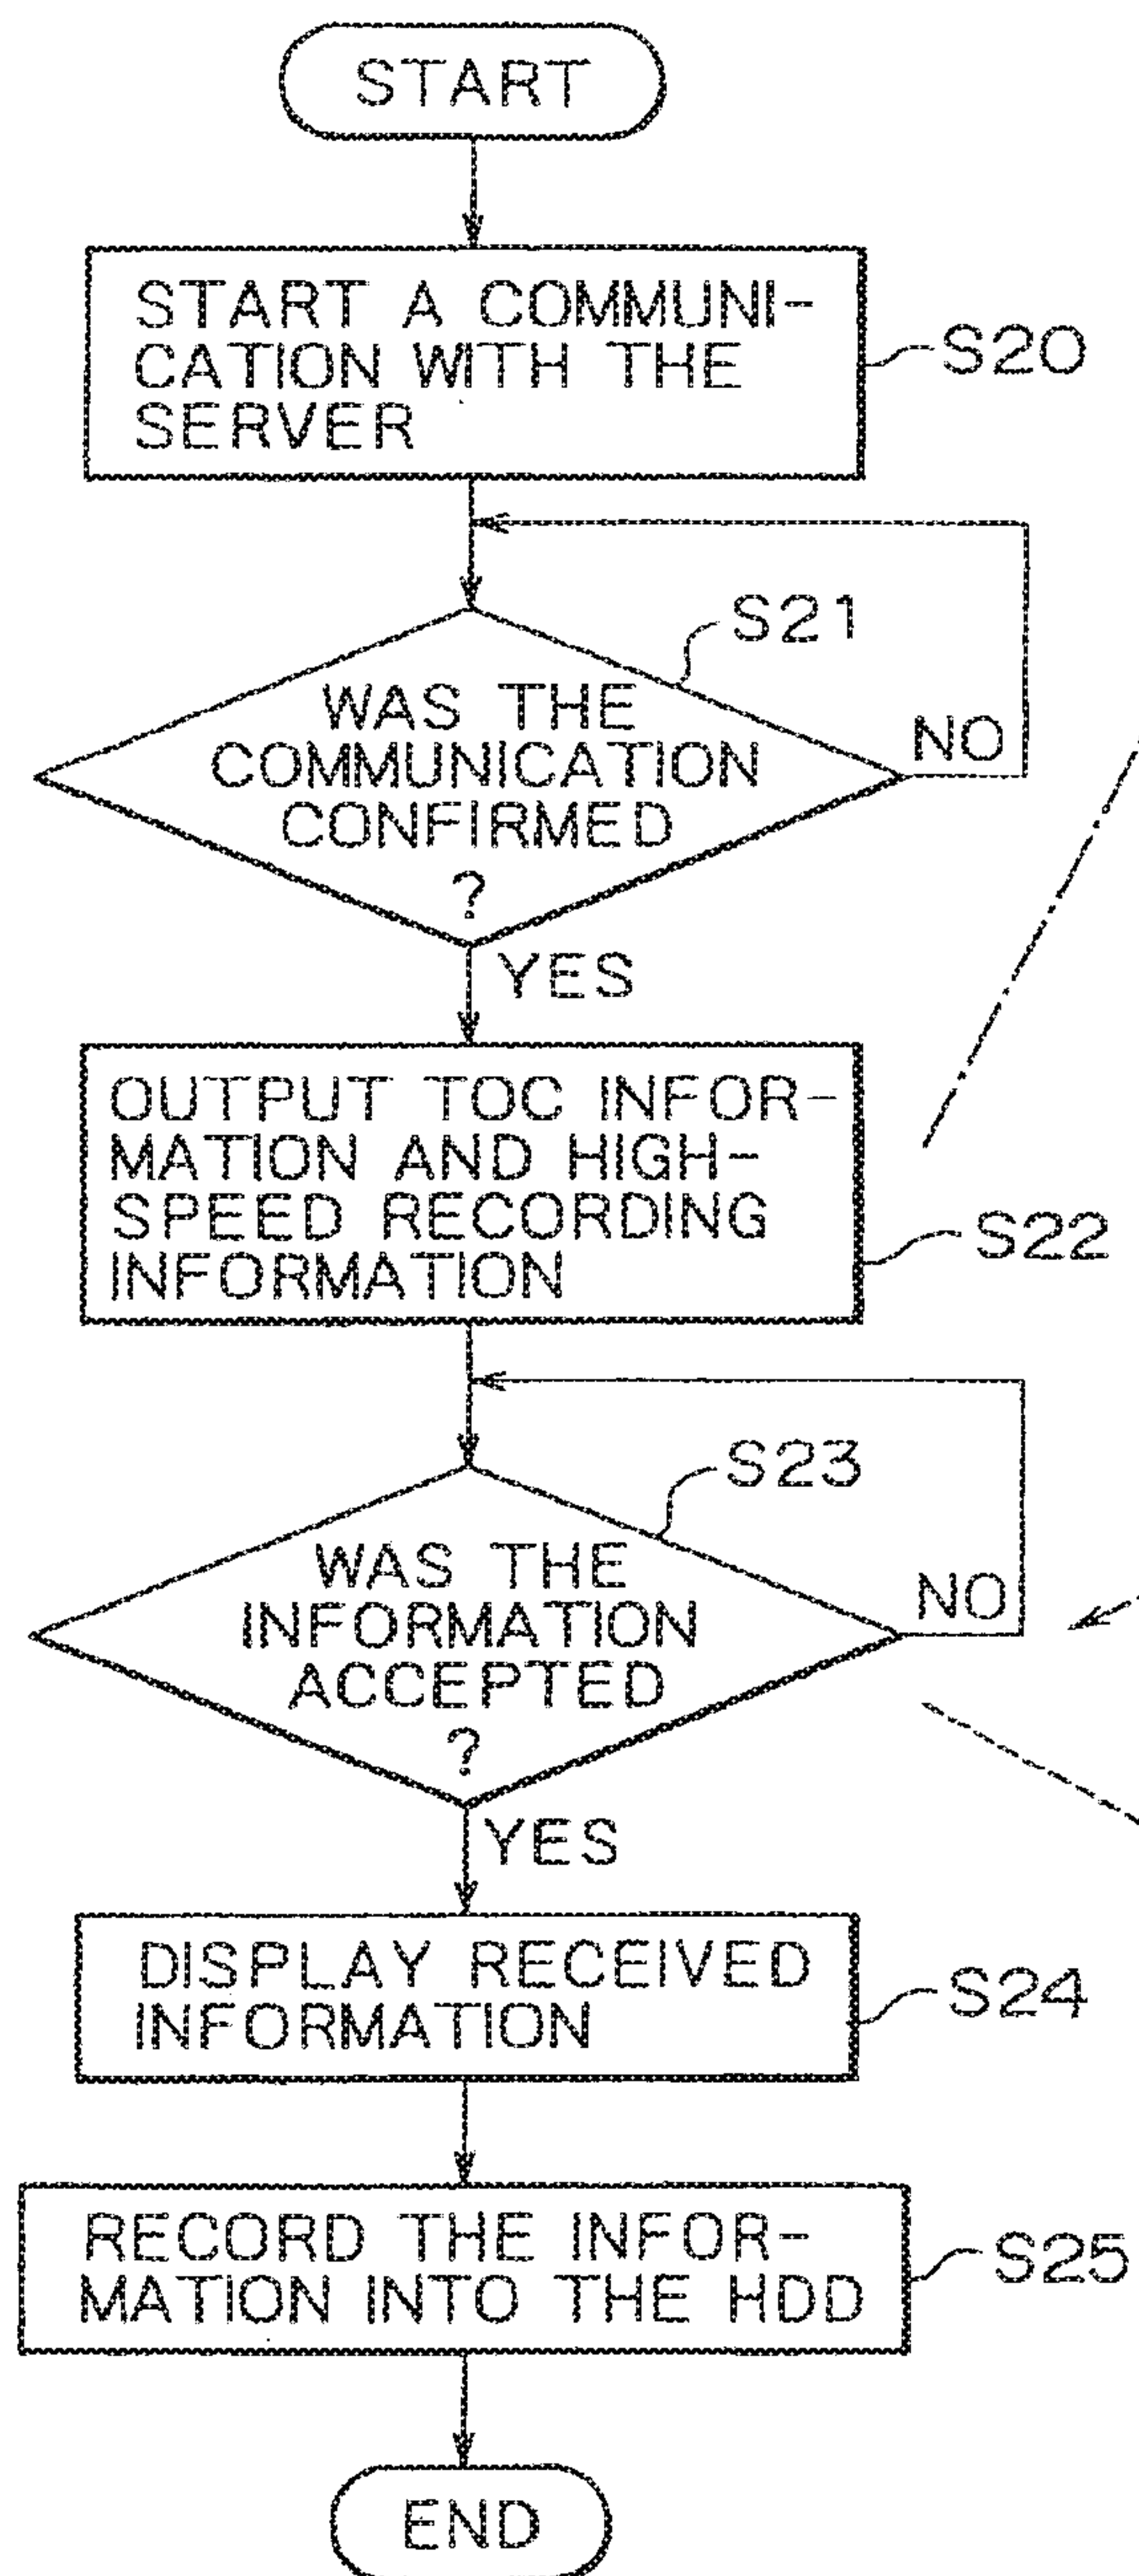 START
START A COMMUNI-
CATION WITH THE
SERVER
S20
S21
WAS THE
COMMUNICATION
CONFIRMED
?
NO
YES
OUTPUT TOC INFOR-
MATION AND HIGH-
SPEED RECORDING
INFORMATION
S22
S23
WAS THE
INFORMATION
ACCEPTED
?
NO
YES
DISPLAY RECEIVED
INFORMATION
S24
RECORD THE INFOR-
MATION INTO THE HDD
S25
END